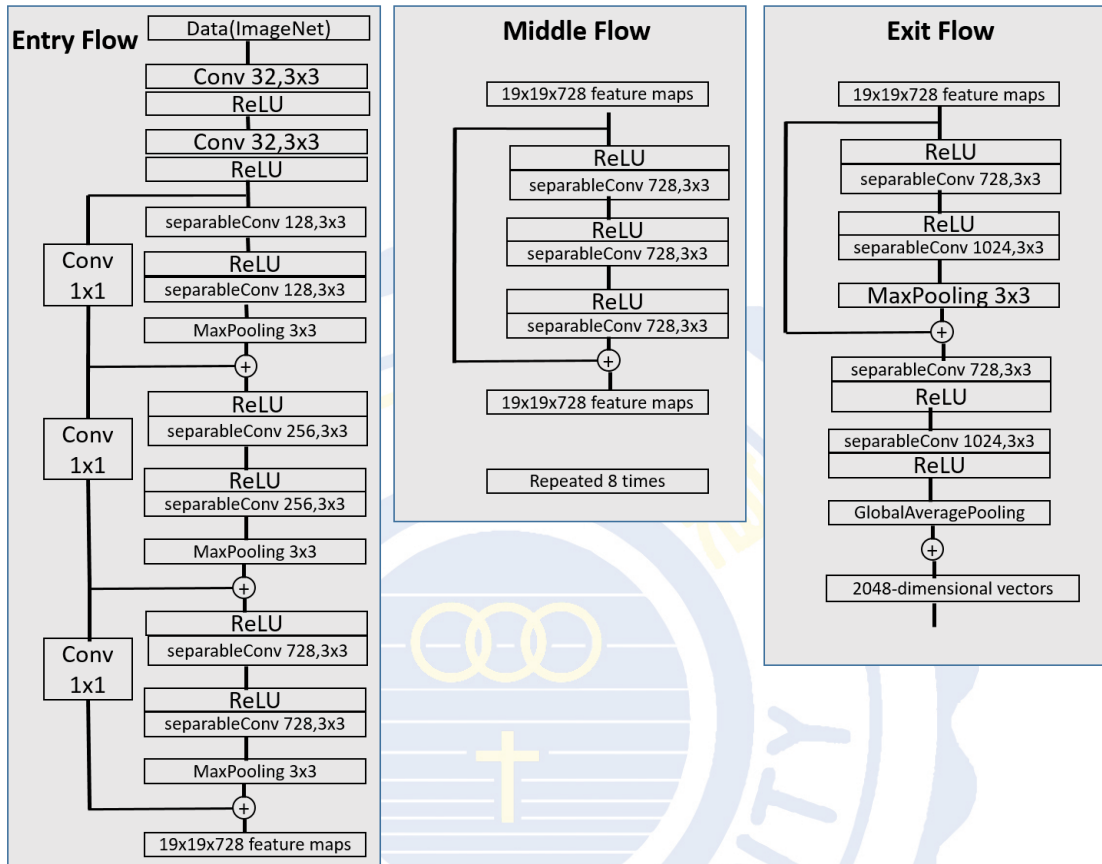 Entry Flow
Data(ImageNet)
Conv 32,3x3
ReLU
Conv 32,3x3
ReLU
separableConv 128,3x3
Conv
1x1
ReLU
separableConv 128,3x3
MaxPooling 3x3
+
ReLU
separableConv 256,3x3
Conv
1x1
ReLU
separableConv 256,3x3
MaxPooling 3x3
+
ReLU
separableConv 728,3x3
Conv
1x1
ReLU
separableConv 728,3x3
MaxPooling 3x3
+
19x19x728 feature maps
Middle Flow
19x19x728 feature maps
ReLU
separableConv 728,3x3
ReLU
separableConv 728,3x3
ReLU
separableConv 728,3x3
+
19x19x728 feature maps
Repeated 8 times
Exit Flow
19x19x728 feature maps
ReLU
separableConv 728,3x3
ReLU
separableConv 1024,3x3
MaxPooling 3x3
+
separableConv 728,3x3
ReLU
separableConv 1024,3x3
ReLU
GlobalAveragePooling
+
2048-dimensional vectors